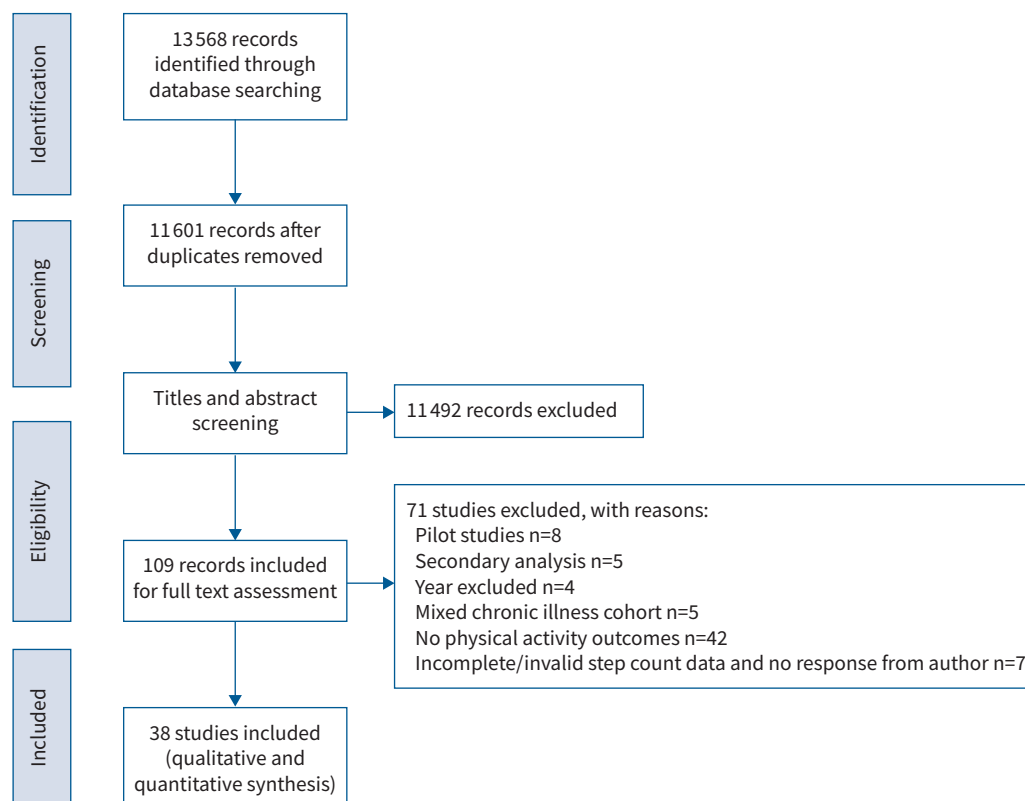 Identification
13 568 records
identified through
database searching
Screening
11 601 records after
duplicates removed
Titles and abstract
screening
11 492 records excluded
Eligibility
109 records included
for full text assessment
71 studies excluded, with reasons:
Pilot studies n=8
Secondary analysis n=5
Year excluded n=4
Mixed chronic illness cohort n=5
No physical activity outcomes n=42
Incomplete/invalid step count data and no response from author n=7
Included
38 studies included
(qualitative and
quantitative synthesis)